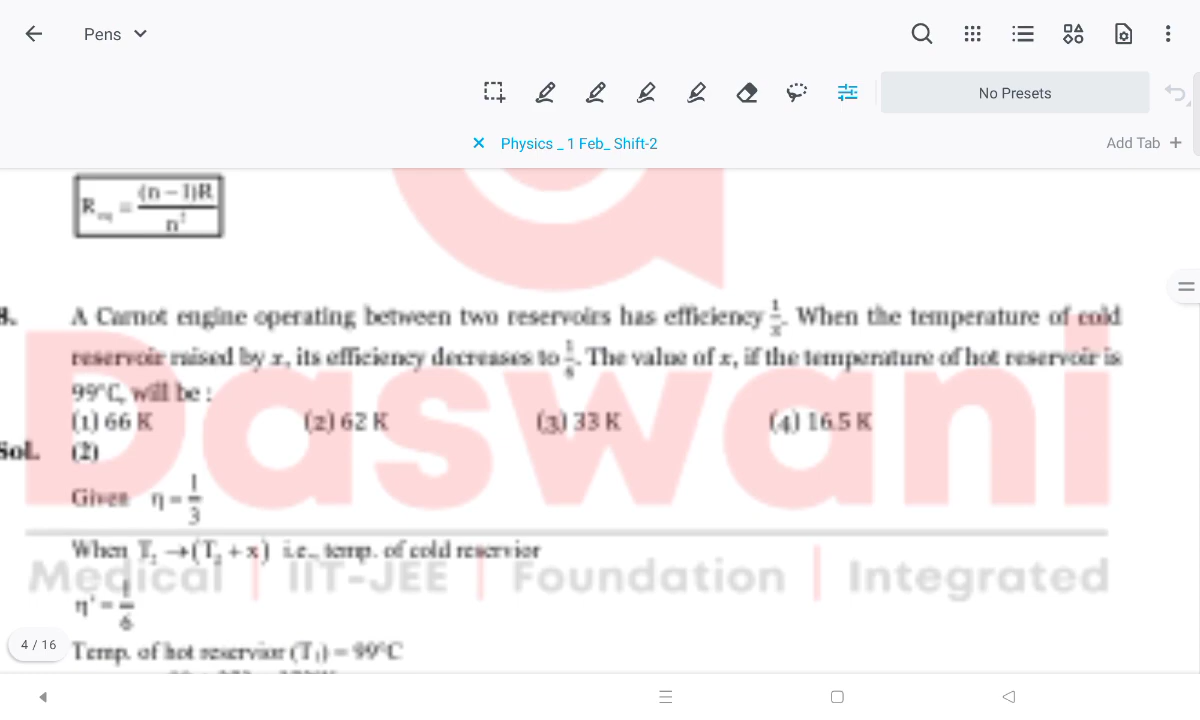 Pens
No Presets
Physics _ 1 Feb_ Shift-2
Add Tab +
R = (n – 1)R / n²
8. A Carnot engine operating between two reservoirs has efficiency 1/3. When the temperature of cold
reservoir raised by x, its efficiency decreases to 1/6. The value of x, if the temperature of hot reservoir is
99°C, will be :
(1) 66 K (2) 62 K (3) 33 K (4) 16.5 K
Sol. (2)
Given η = 1/3
When T₂ → (T₂ + x) i.e., temp. of cold reservior
η' = 1/6
Temp. of hot reservior (T₁) = 99°C
Daswani
Medical | IIT-JEE | Foundation | Integrated
4 / 16